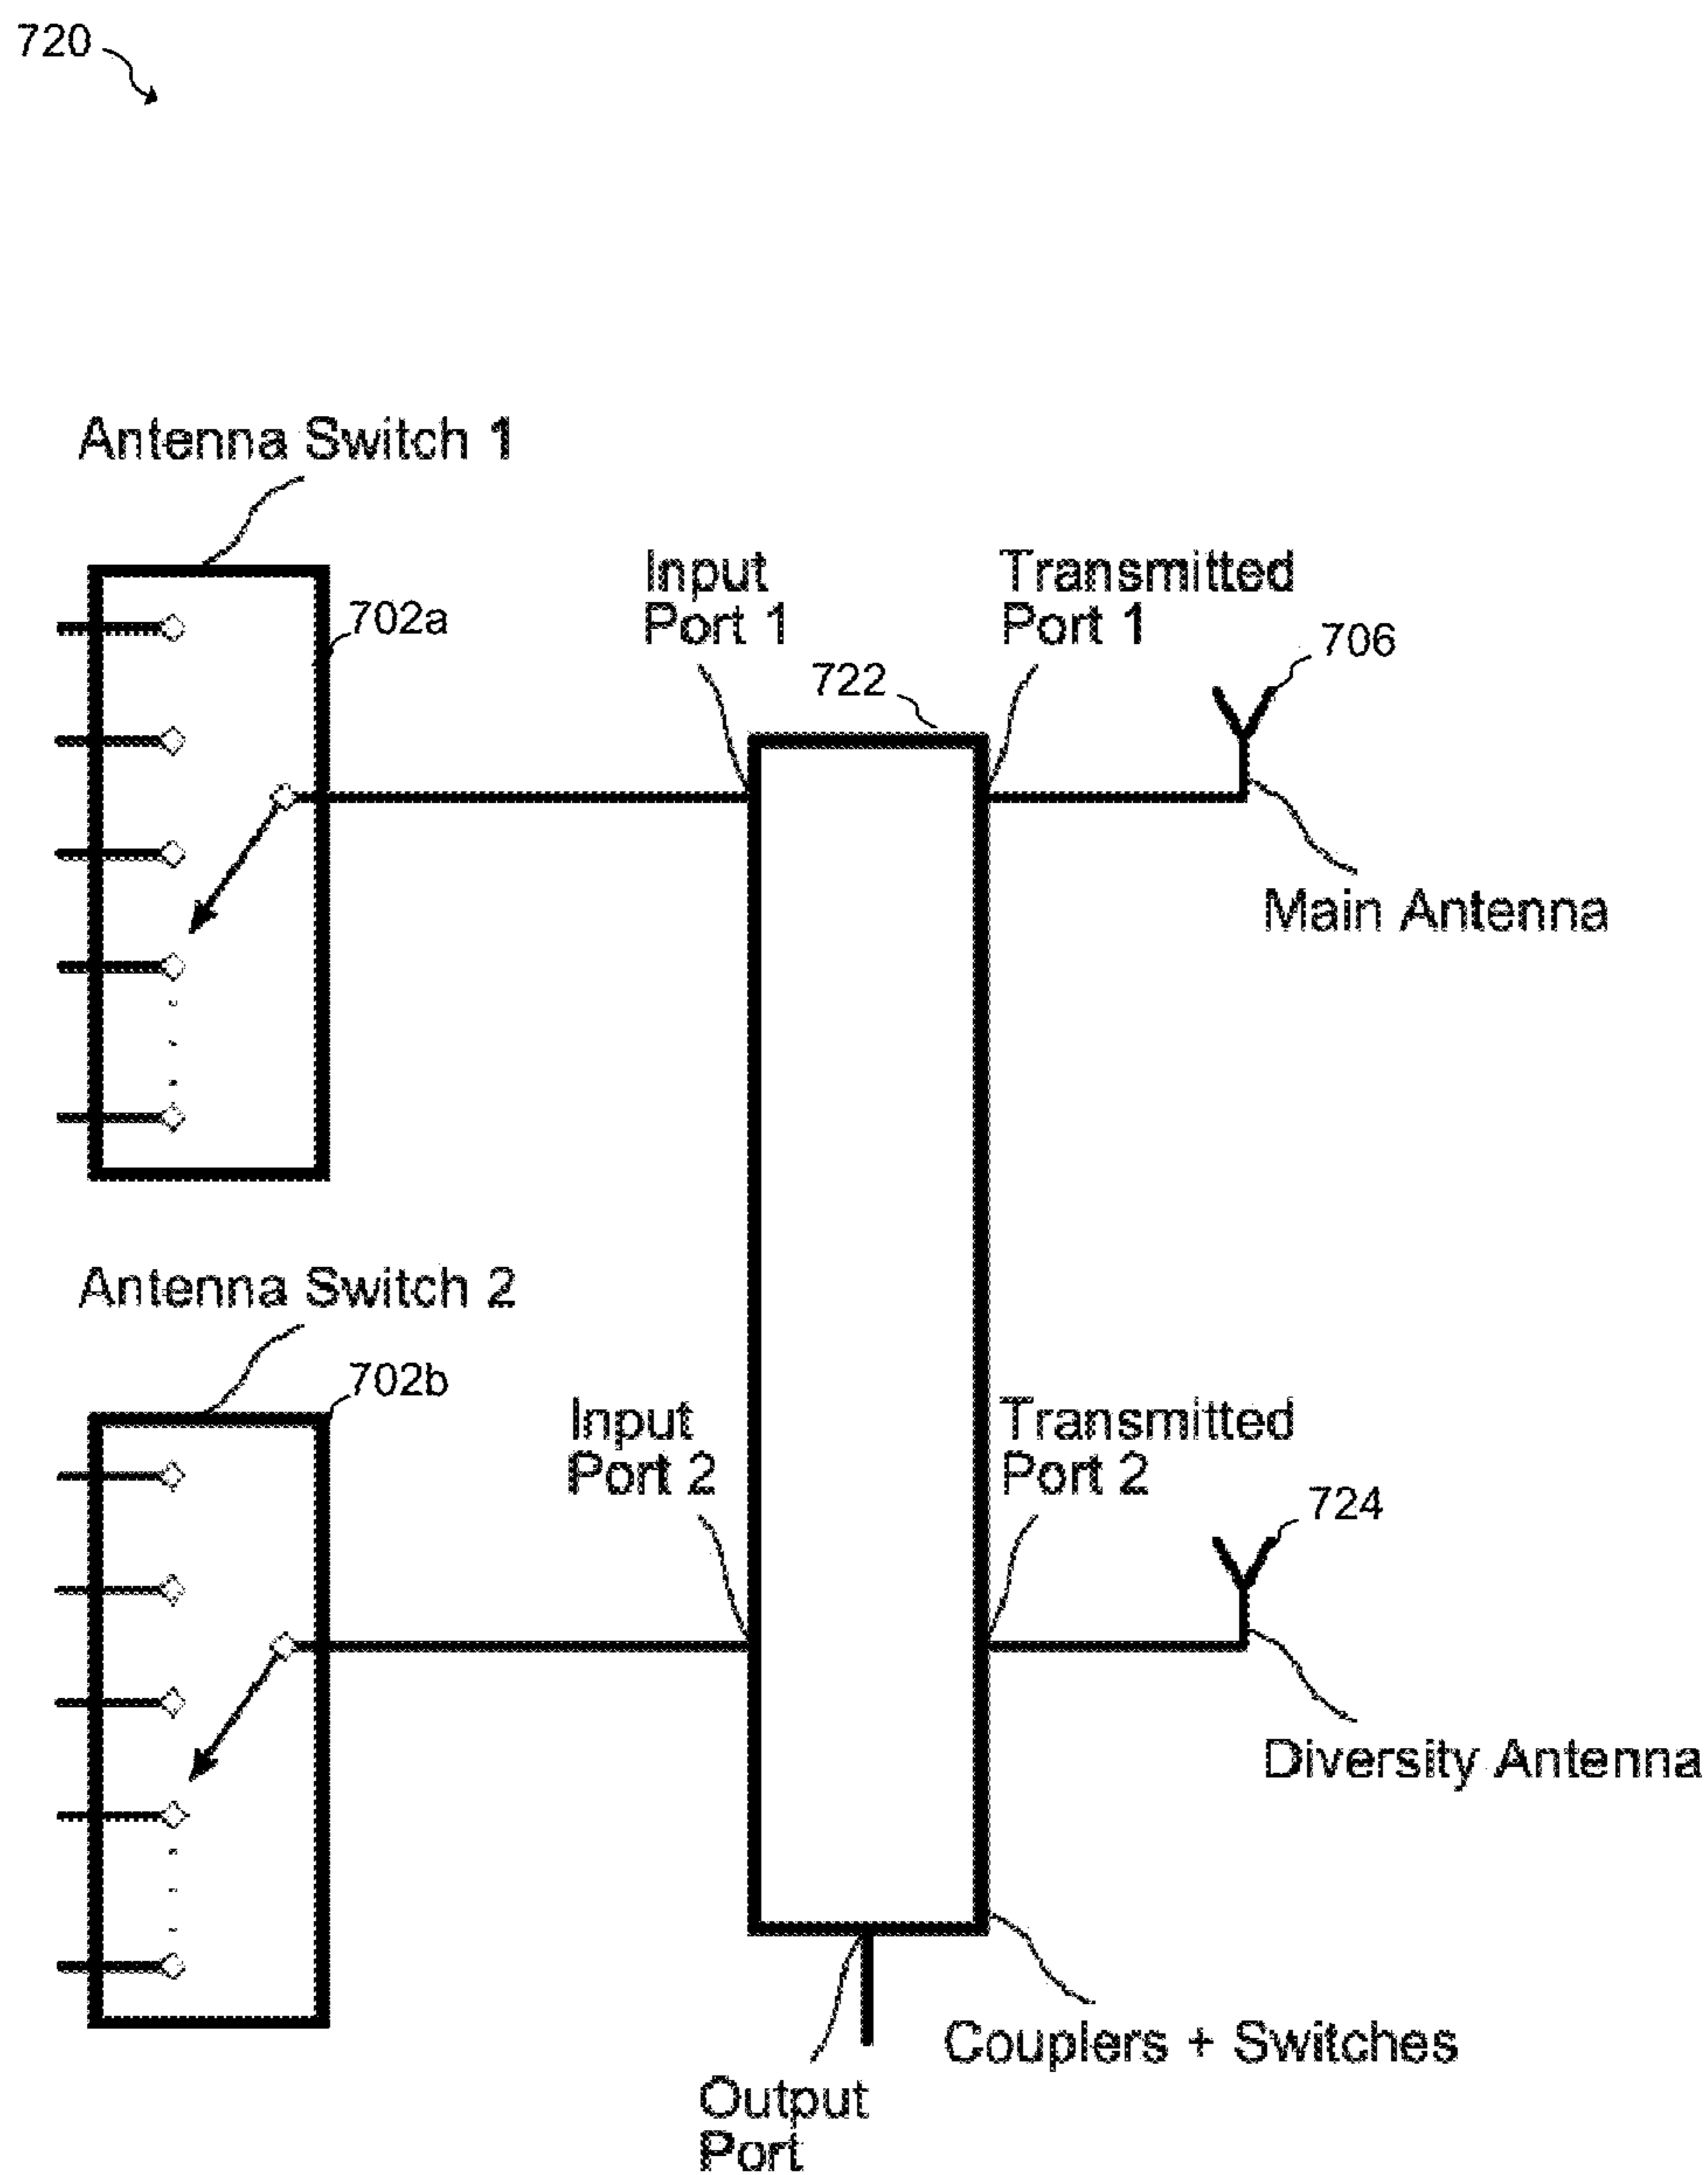 720
Antenna Switch 1
702a
Input
Port 1
Transmitted
Port 1
722
706
Main Antenna
Antenna Switch 2
702b
Input
Port 2
Transmitted
Port 2
724
Diversity Antenna
Couplers + Switches
Output
Port